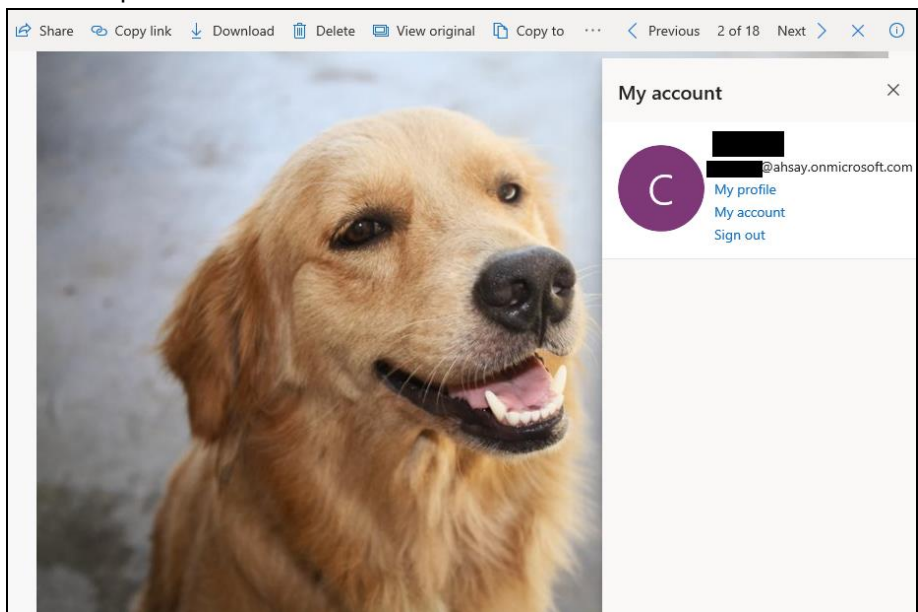 Share Copy link Download Delete View original Copy to ... Previous 2 of 18 Next
My account
@ahsay.onmicrosoft.com
C
My profile
My account
Sign out